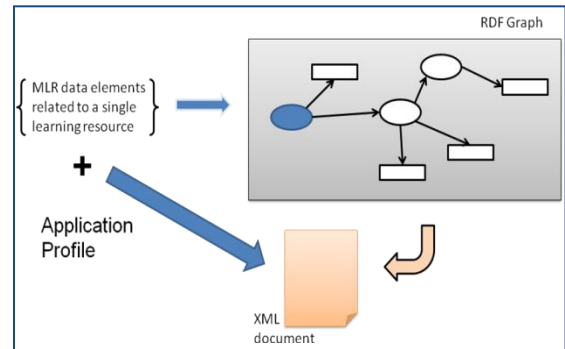 RDF Graph
MLR data elements
related to a single
learning resource
+
Application
Profile
XML
document